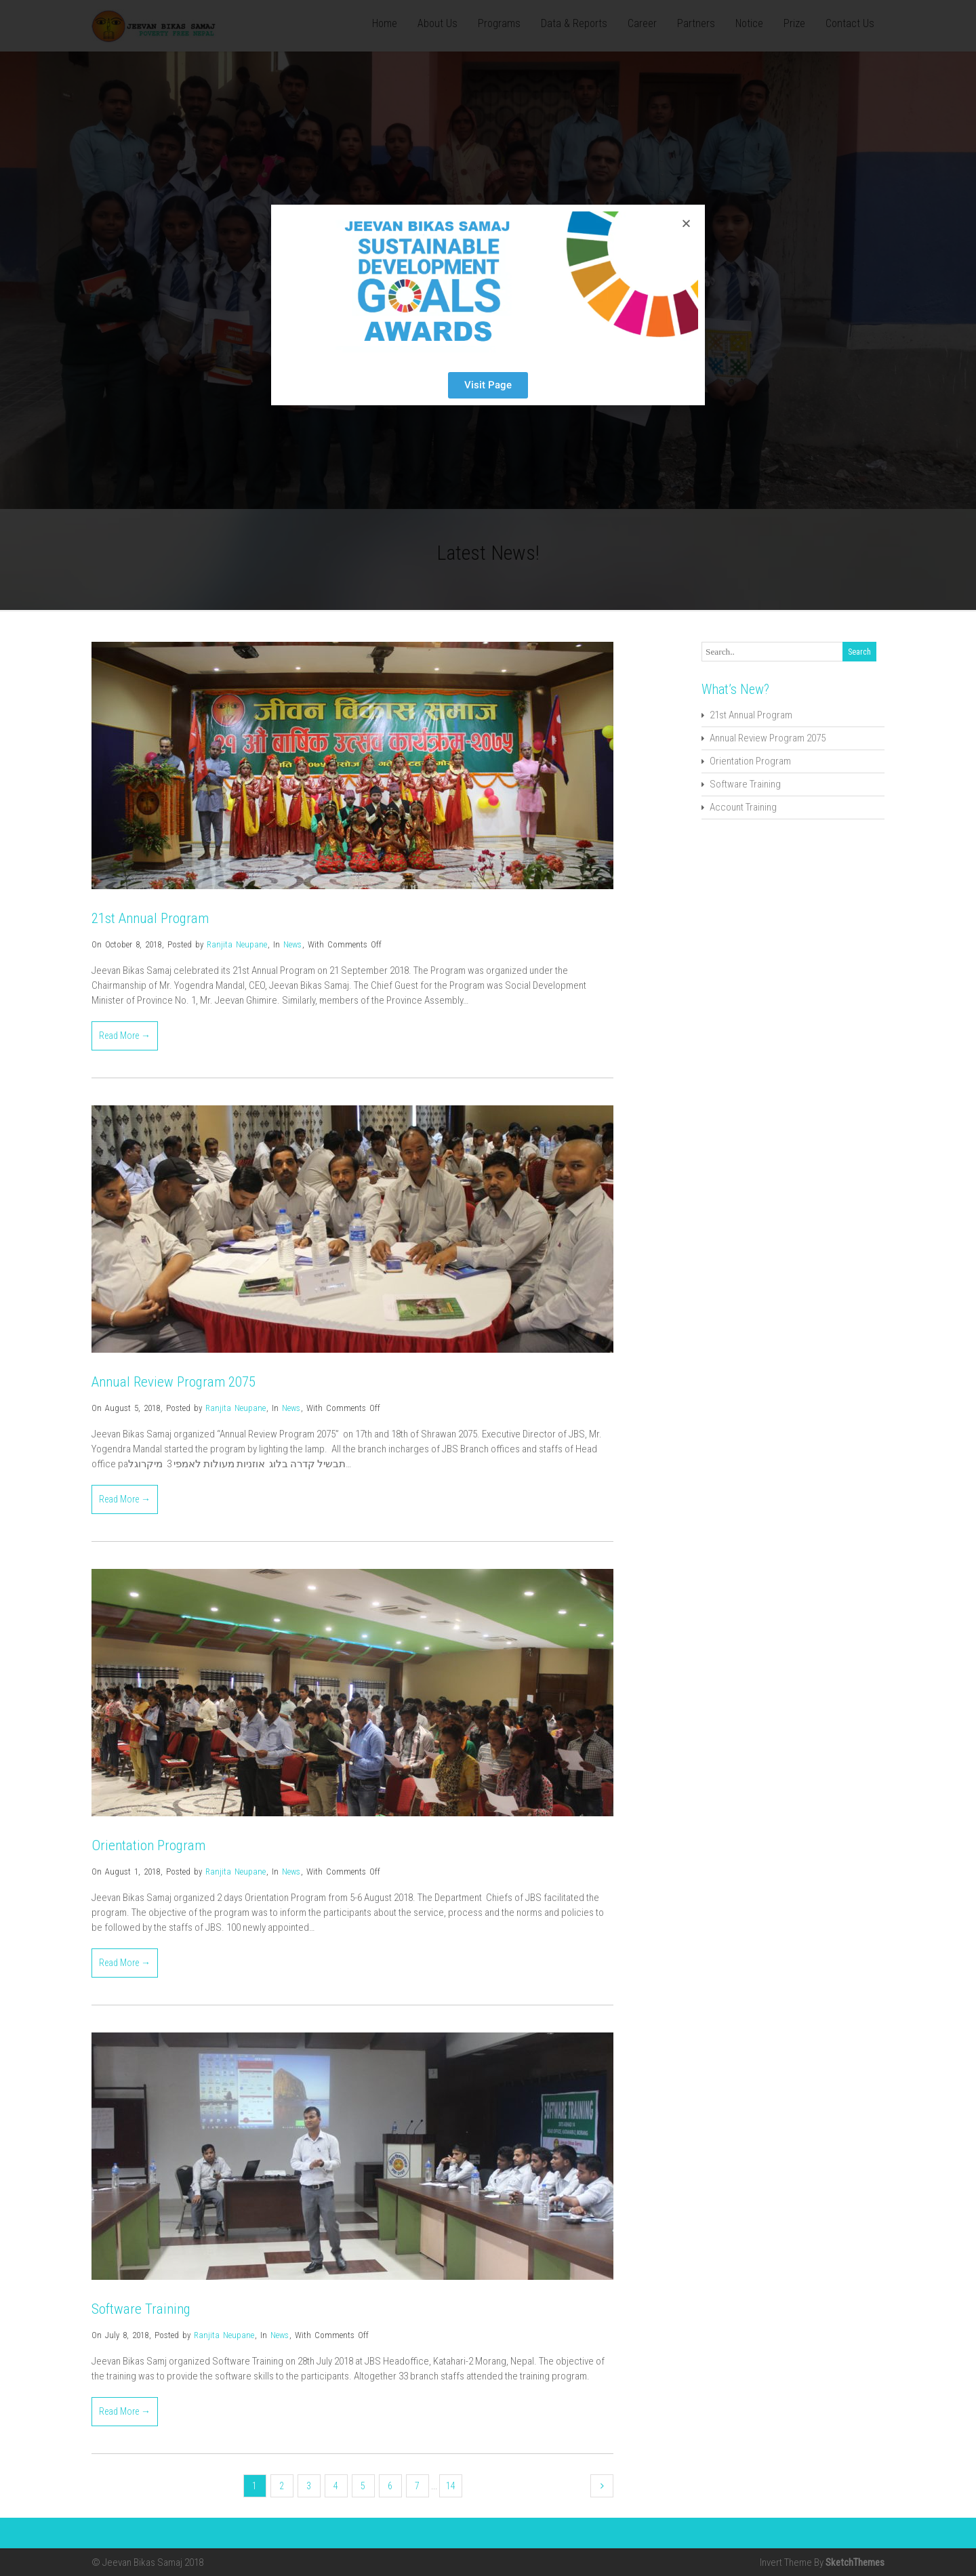 JEEVAN BIKAS SAMAJ
POVERTY FREE NEPAL
Home About Us Programs Data & Reports Career Partners Notice Prize Contact Us
×
JEEVAN BIKAS SAMAJ
SUSTAINABLE
DEVELOPMENT
GOALS
AWARDS
Visit Page
Latest News!
Search..
Search
What's New?
21st Annual Program
Annual Review Program 2075
Orientation Program
Software Training
Account Training
जीवन विकास समाज
२१ औं बार्षिक उत्सव कार्यक्रम-२०७५
21st Annual Program
On October 8, 2018, Posted by Ranjita Neupane, In News, With Comments Off
Jeevan Bikas Samaj celebrated its 21st Annual Program on 21 September 2018. The Program was organized under the
Chairmanship of Mr. Yogendra Mandal, CEO, Jeevan Bikas Samaj. The Chief Guest for the Program was Social Development
Minister of Province No. 1, Mr. Jeevan Ghimire. Similarly, members of the Province Assembly…
Read More →
Annual Review Program 2075
On August 5, 2018, Posted by Ranjita Neupane, In News, With Comments Off
Jeevan Bikas Samaj organized “Annual Review Program 2075” on 17th and 18th of Shrawan 2075. Executive Director of JBS, Mr.
Yogendra Mandal started the program by lighting the lamp. All the branch incharges of JBS Branch offices and staffs of Head
office paתבשיל קדרה בלוג אוזניות מעולות לאמפי 3 מיקרוגל…
Read More →
Orientation Program
On August 1, 2018, Posted by Ranjita Neupane, In News, With Comments Off
Jeevan Bikas Samaj organized 2 days Orientation Program from 5-6 August 2018. The Department Chiefs of JBS facilitated the
program. The objective of the program was to inform the participants about the service, process and the norms and policies to
be followed by the staffs of JBS. 100 newly appointed…
Read More →
SOFTWARE TRAINING
Software Training
On July 8, 2018, Posted by Ranjita Neupane, In News, With Comments Off
Jeevan Bikas Samj organized Software Training on 28th July 2018 at JBS Headoffice, Katahari-2 Morang, Nepal. The objective of
the training was to provide the software skills to the participants. Altogether 33 branch staffs attended the training program.
Read More →
1 2 3 4 5 6 7 … 14 ›
© Jeevan Bikas Samaj 2018
Invert Theme By SketchThemes